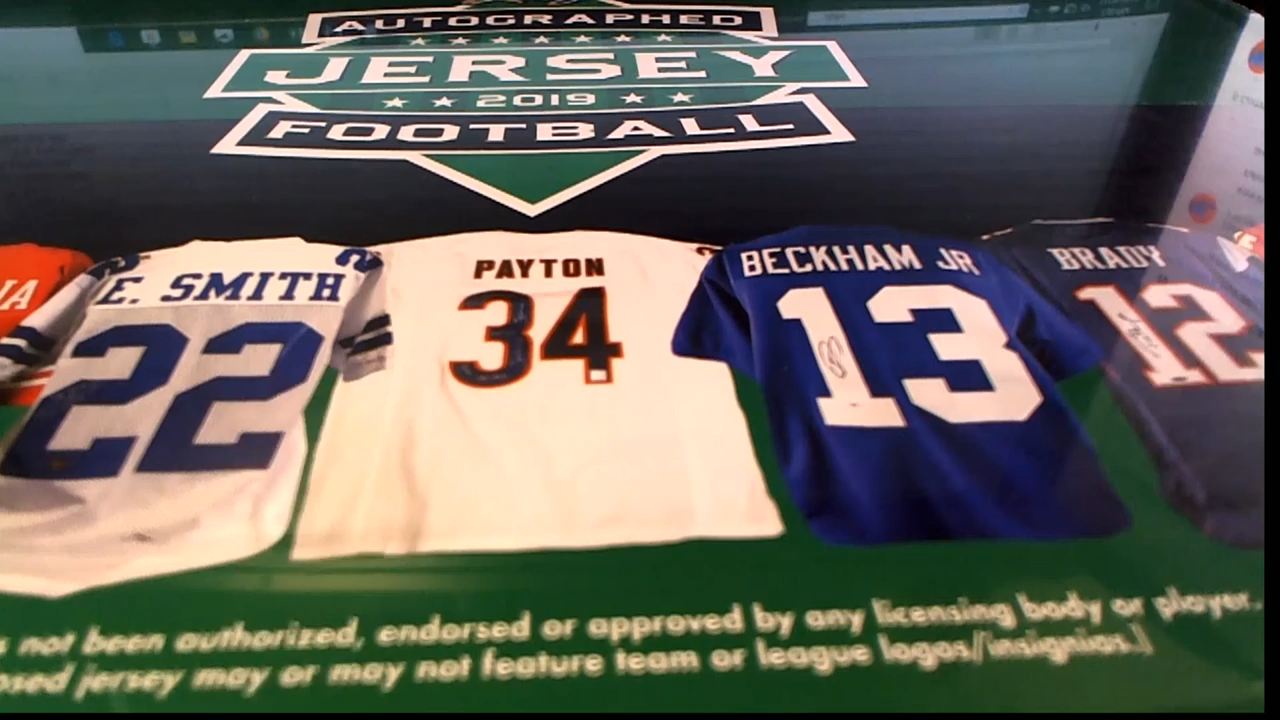 AUTOGRAPHED
JERSEY
2019
FOOTBALL
IA
E. SMITH
22
PAYTON
34
BECKHAM JR
13
BRADY
12
s not been authorized, endorsed or approved by any licensing body or player.
osed jersey may or may not feature team or league logos/insignias.]